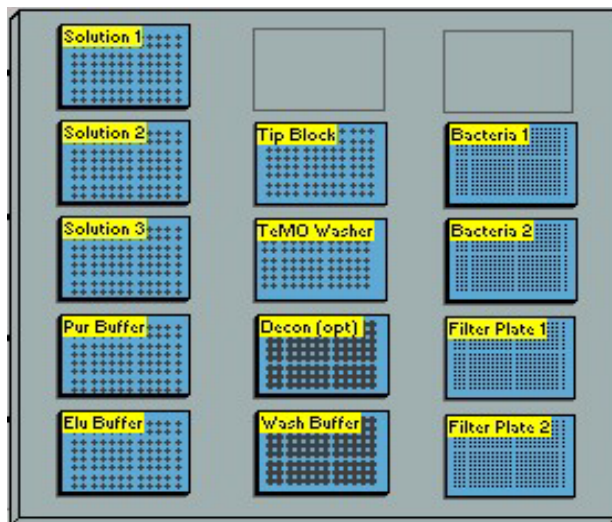 Solution 1
Solution 2
Tip Block
Bacteria 1
Solution 3
TeMO Washer
Bacteria 2
Pur Buffer
Decon (opt)
Filter Plate 1
Elu Buffer
Wash Buffer
Filter Plate 2